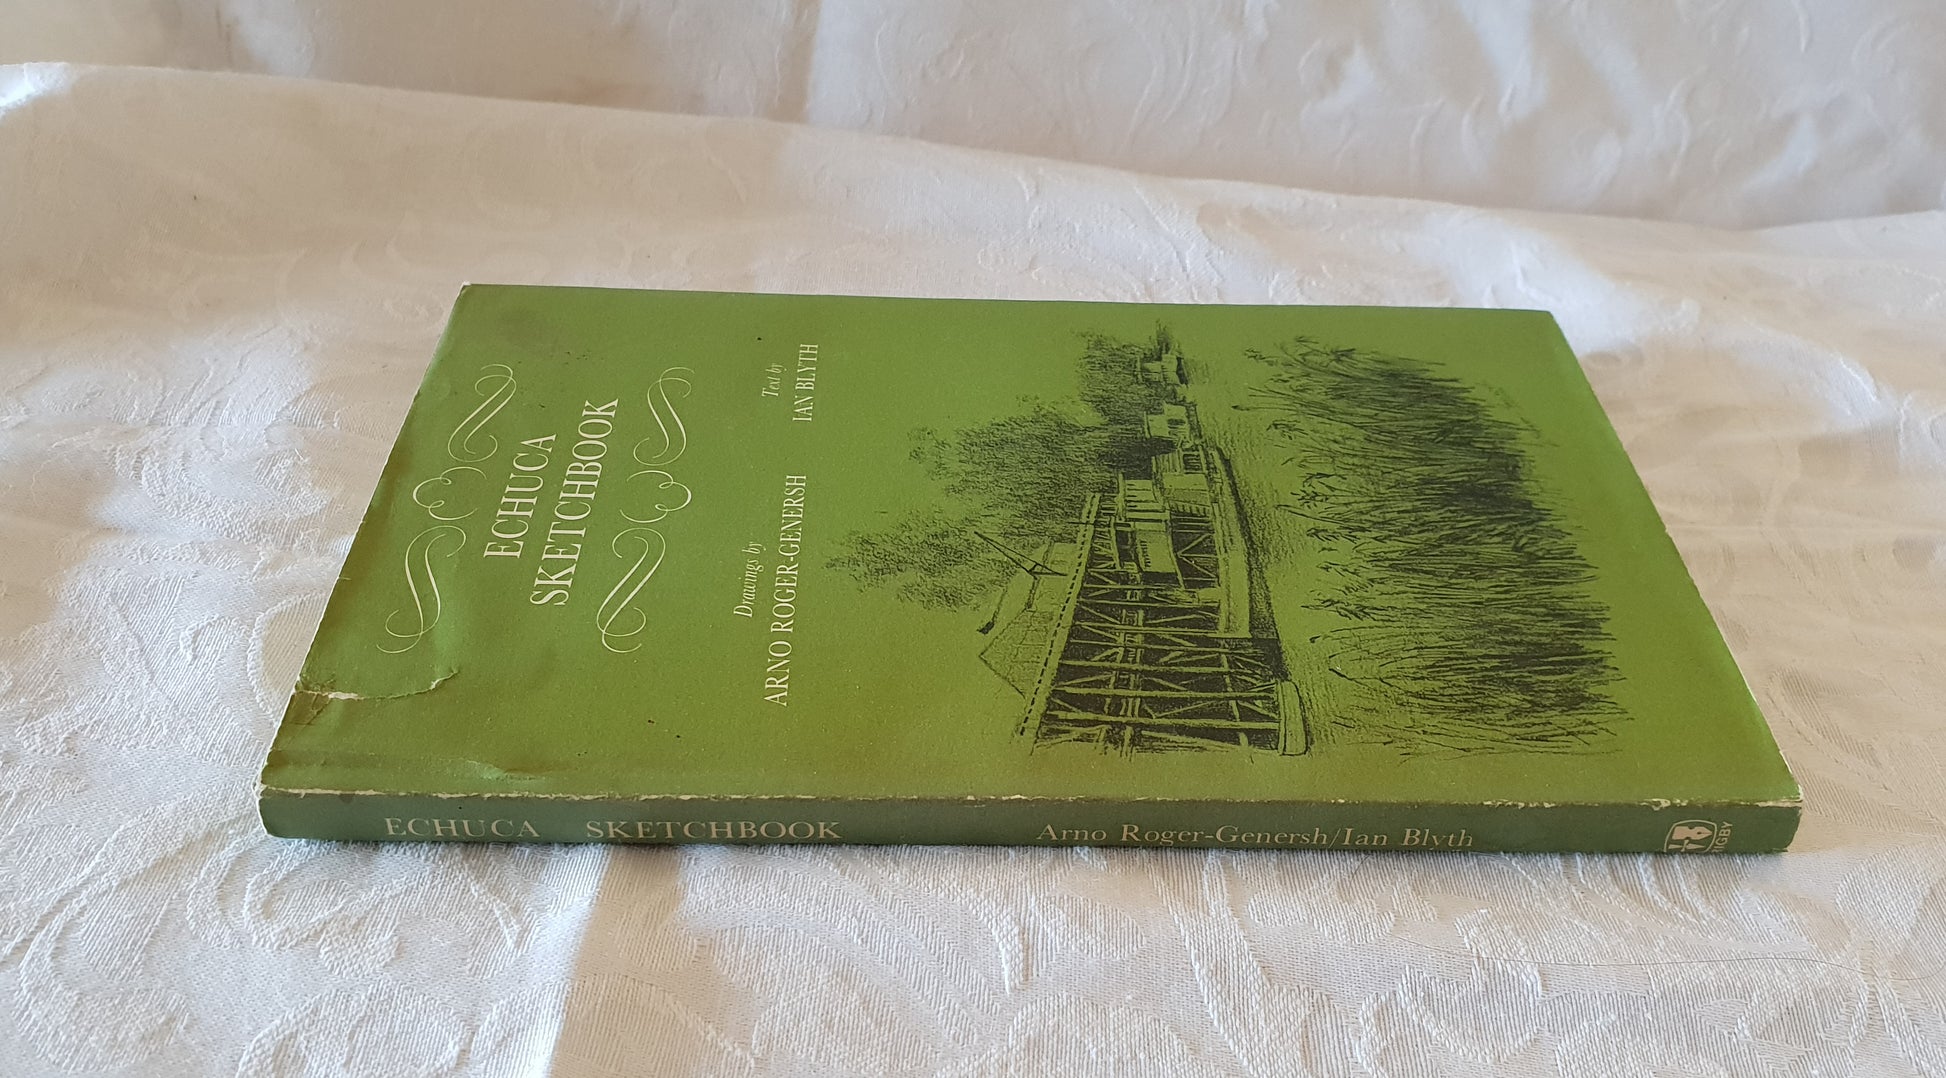 ECHUCA
SKETCHBOOK
Drawings by
ARNO ROGER-GENERSH
Text by
IAN BLYTH
ECHUCA SKETCHBOOK Arno Roger-Genersh/Ian Blyth RIGBY